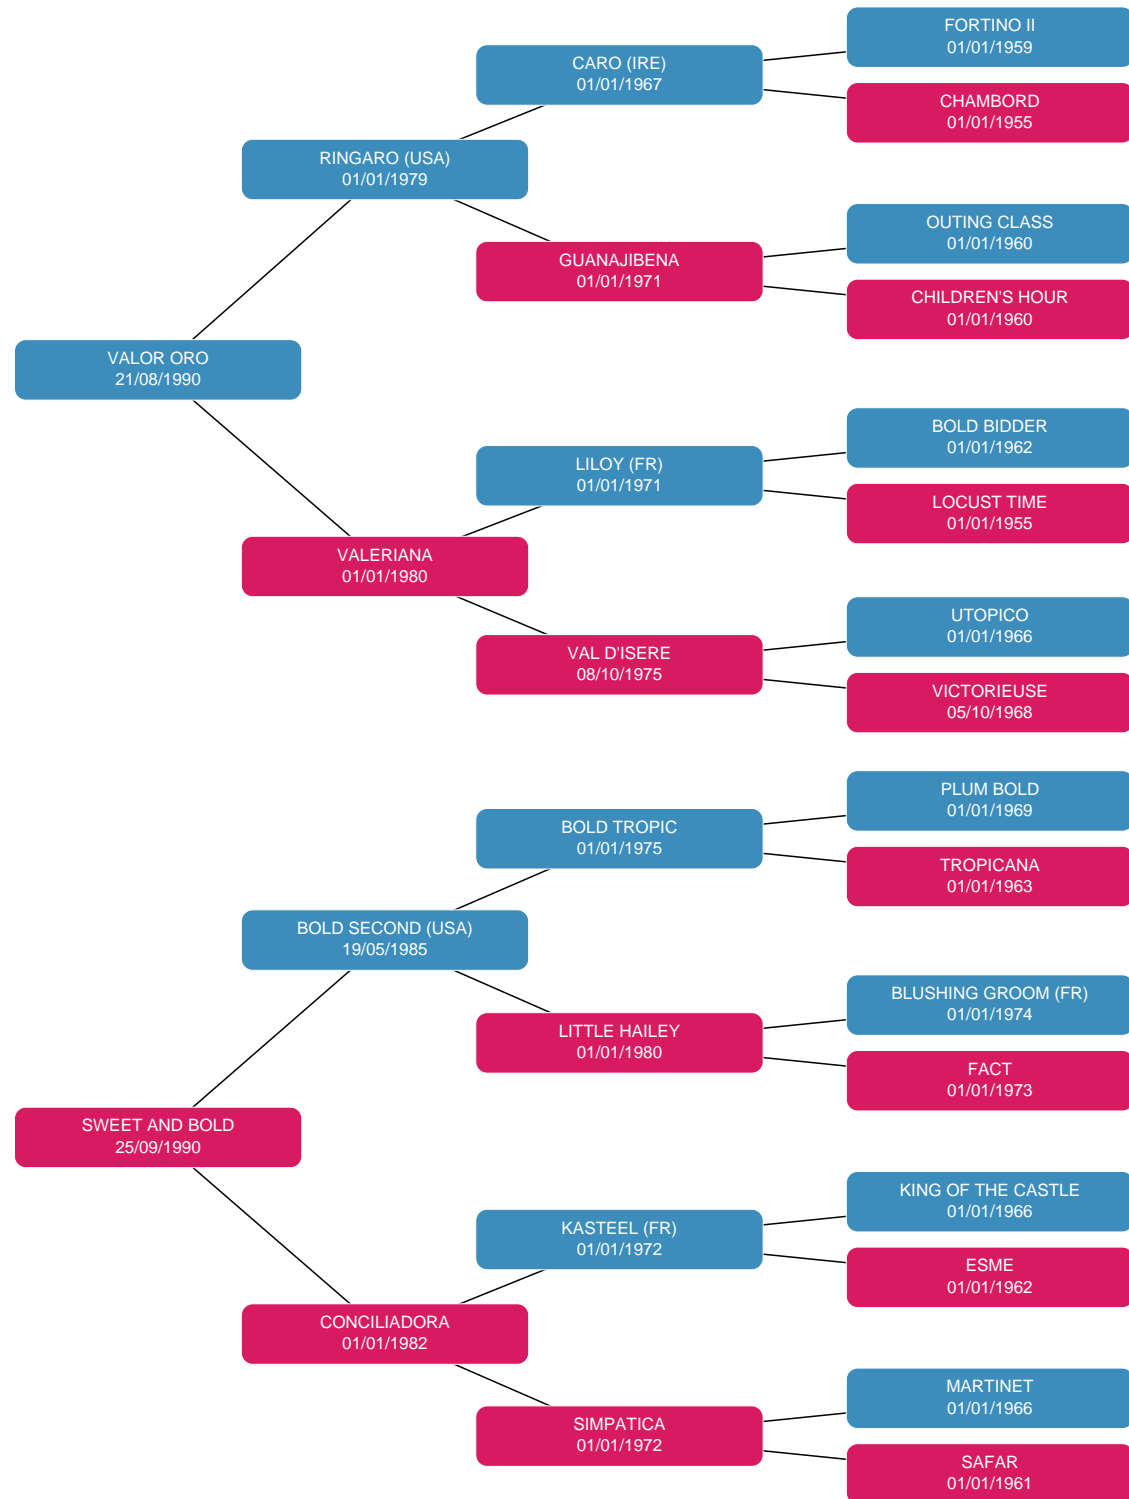 FORTINO II
01/01/1959
CARO (IRE)
01/01/1967
CHAMBORD
01/01/1955
RINGARO (USA)
01/01/1979
OUTING CLASS
01/01/1960
GUANAJIBENA
01/01/1971
CHILDREN'S HOUR
01/01/1960
VALOR ORO
21/08/1990
BOLD BIDDER
01/01/1962
LILOY (FR)
01/01/1971
LOCUST TIME
01/01/1955
VALERIANA
01/01/1980
UTOPICO
01/01/1966
VAL D'ISERE
08/10/1975
VICTORIEUSE
05/10/1968
PLUM BOLD
01/01/1969
BOLD TROPIC
01/01/1975
TROPICANA
01/01/1963
BOLD SECOND (USA)
19/05/1985
BLUSHING GROOM (FR)
01/01/1974
LITTLE HAILEY
01/01/1980
FACT
01/01/1973
SWEET AND BOLD
25/09/1990
KING OF THE CASTLE
01/01/1966
KASTEEL (FR)
01/01/1972
ESME
01/01/1962
CONCILIADORA
01/01/1982
MARTINET
01/01/1966
SIMPATICA
01/01/1972
SAFAR
01/01/1961